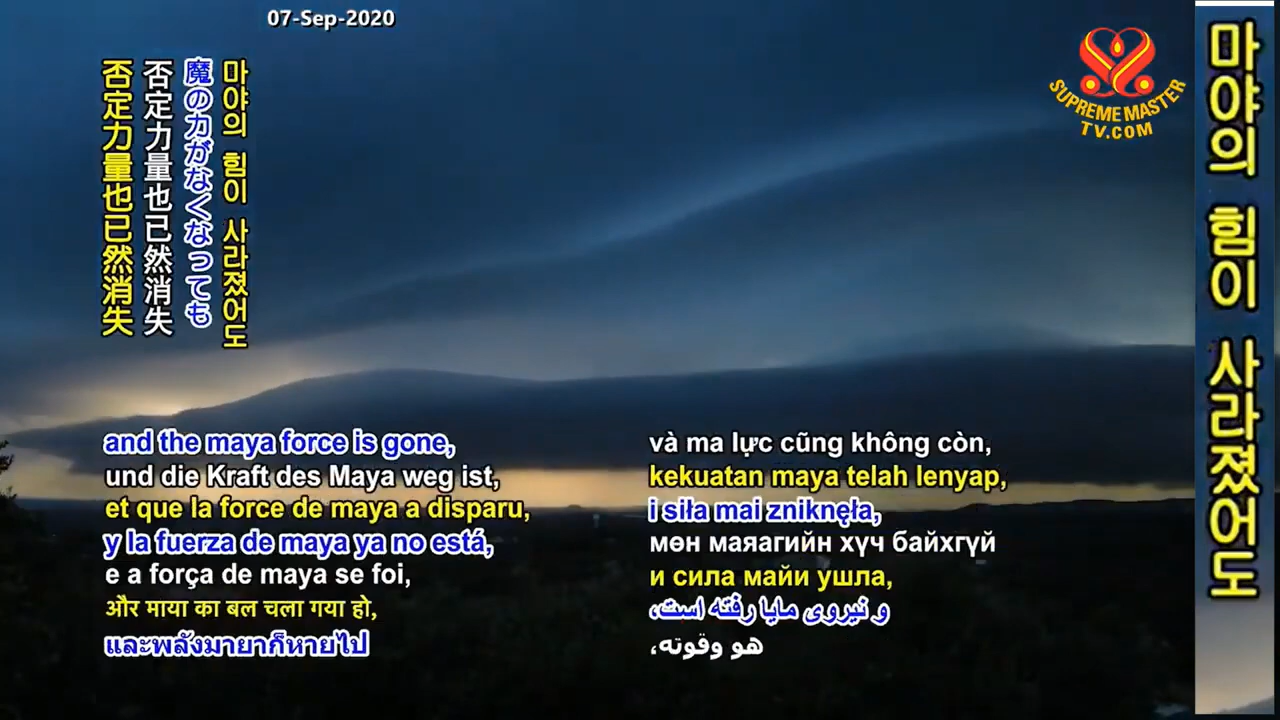 07-Sep-2020
SUPREME MASTER
TV.COM
마야의 힘이 사라졌어도
魔の力がなくなっても
否定力量也已然消失
否定力量也已然消失
and the maya force is gone,
und die Kraft des Maya weg ist,
et que la force de maya a disparu,
y la fuerza de maya ya no está,
e a força de maya se foi,
और माया का बल चला गया हो,
และพลังมายาก็หายไป
và ma lực cũng không còn,
kekuatan maya telah lenyap,
i siła mai zniknęła,
мөн маяагийн хүч байхгүй
и сила майи ушла,
و نیروی مایا رفته است،
هو وقوته،
마야의 힘이 사라졌어도